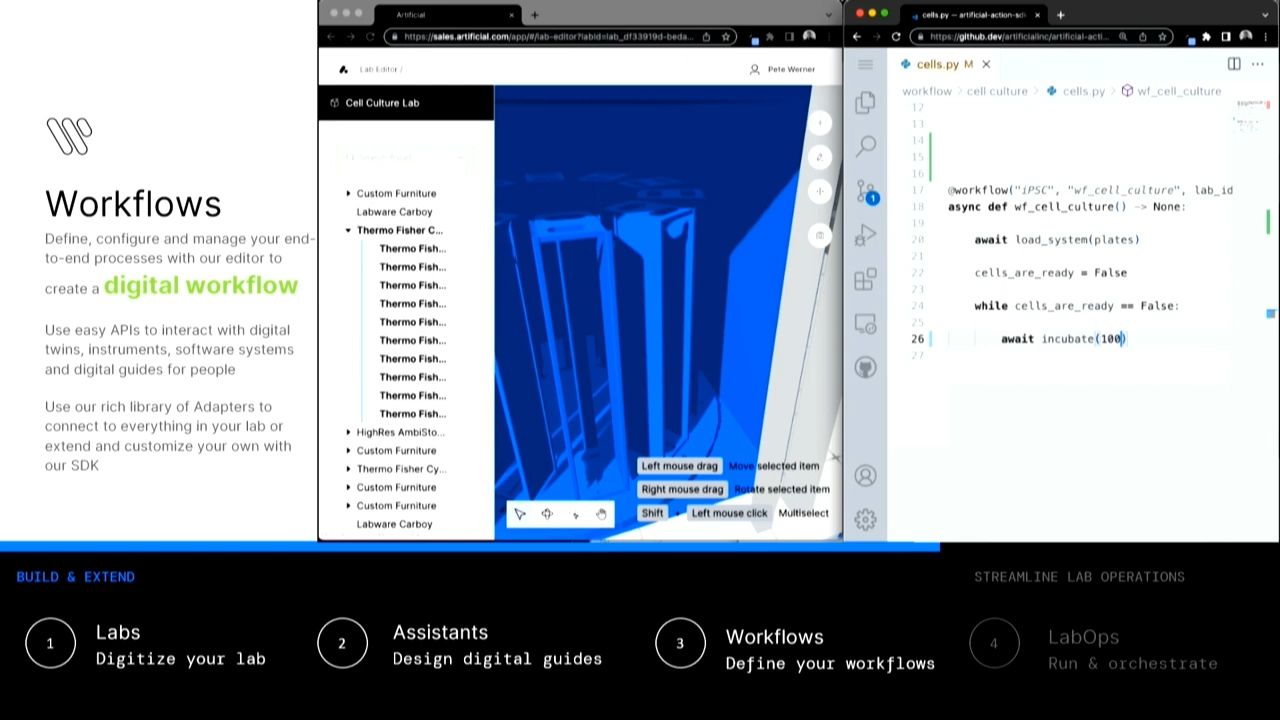 Workflows
Define, configure and manage your end-
to-end processes with our editor to
create a digital workflow
Use easy APIs to interact with digital
twins, instruments, software systems
and digital guides for people
Use our rich library of Adapters to
connect to everything in your lab or
extend and customize your own with
our SDK
Artificial
https://sales.artificial.com/app/#/lab-editor?labId=lab_df33919d-beda...
Lab Editor /
Pete Werner
Cell Culture Lab
Custom Furniture
Labware Carboy
Thermo Fisher C...
Thermo Fish...
Thermo Fish...
Thermo Fish...
Thermo Fish...
Thermo Fish...
Thermo Fish...
Thermo Fish...
Thermo Fish...
Thermo Fish...
Thermo Fish...
HighRes AmbiSto...
Custom Furniture
Thermo Fisher Cy...
Custom Furniture
Custom Furniture
Labware Carboy
Left mouse drag Move selected item
Right mouse drag Rotate selected item
Shift + Left mouse click Multiselect
cells.py — artificial-action-sdk
https://github.dev/artificialinc/artificial-acti...
cells.py M
workflow > cell culture > cells.py > wf_cell_culture
12
13
14
15
16
17 @workflow("iPSC", "wf_cell_culture", lab_id
18 async def wf_cell_culture() -> None:
19
20 await load_system(plates)
21
22 cells_are_ready = False
23
24 while cells_are_ready == False:
25
26 await incubate(100)
27
1
BUILD & EXTEND
STREAMLINE LAB OPERATIONS
1 Labs
Digitize your lab
2 Assistants
Design digital guides
3 Workflows
Define your workflows
4 LabOps
Run & orchestrate